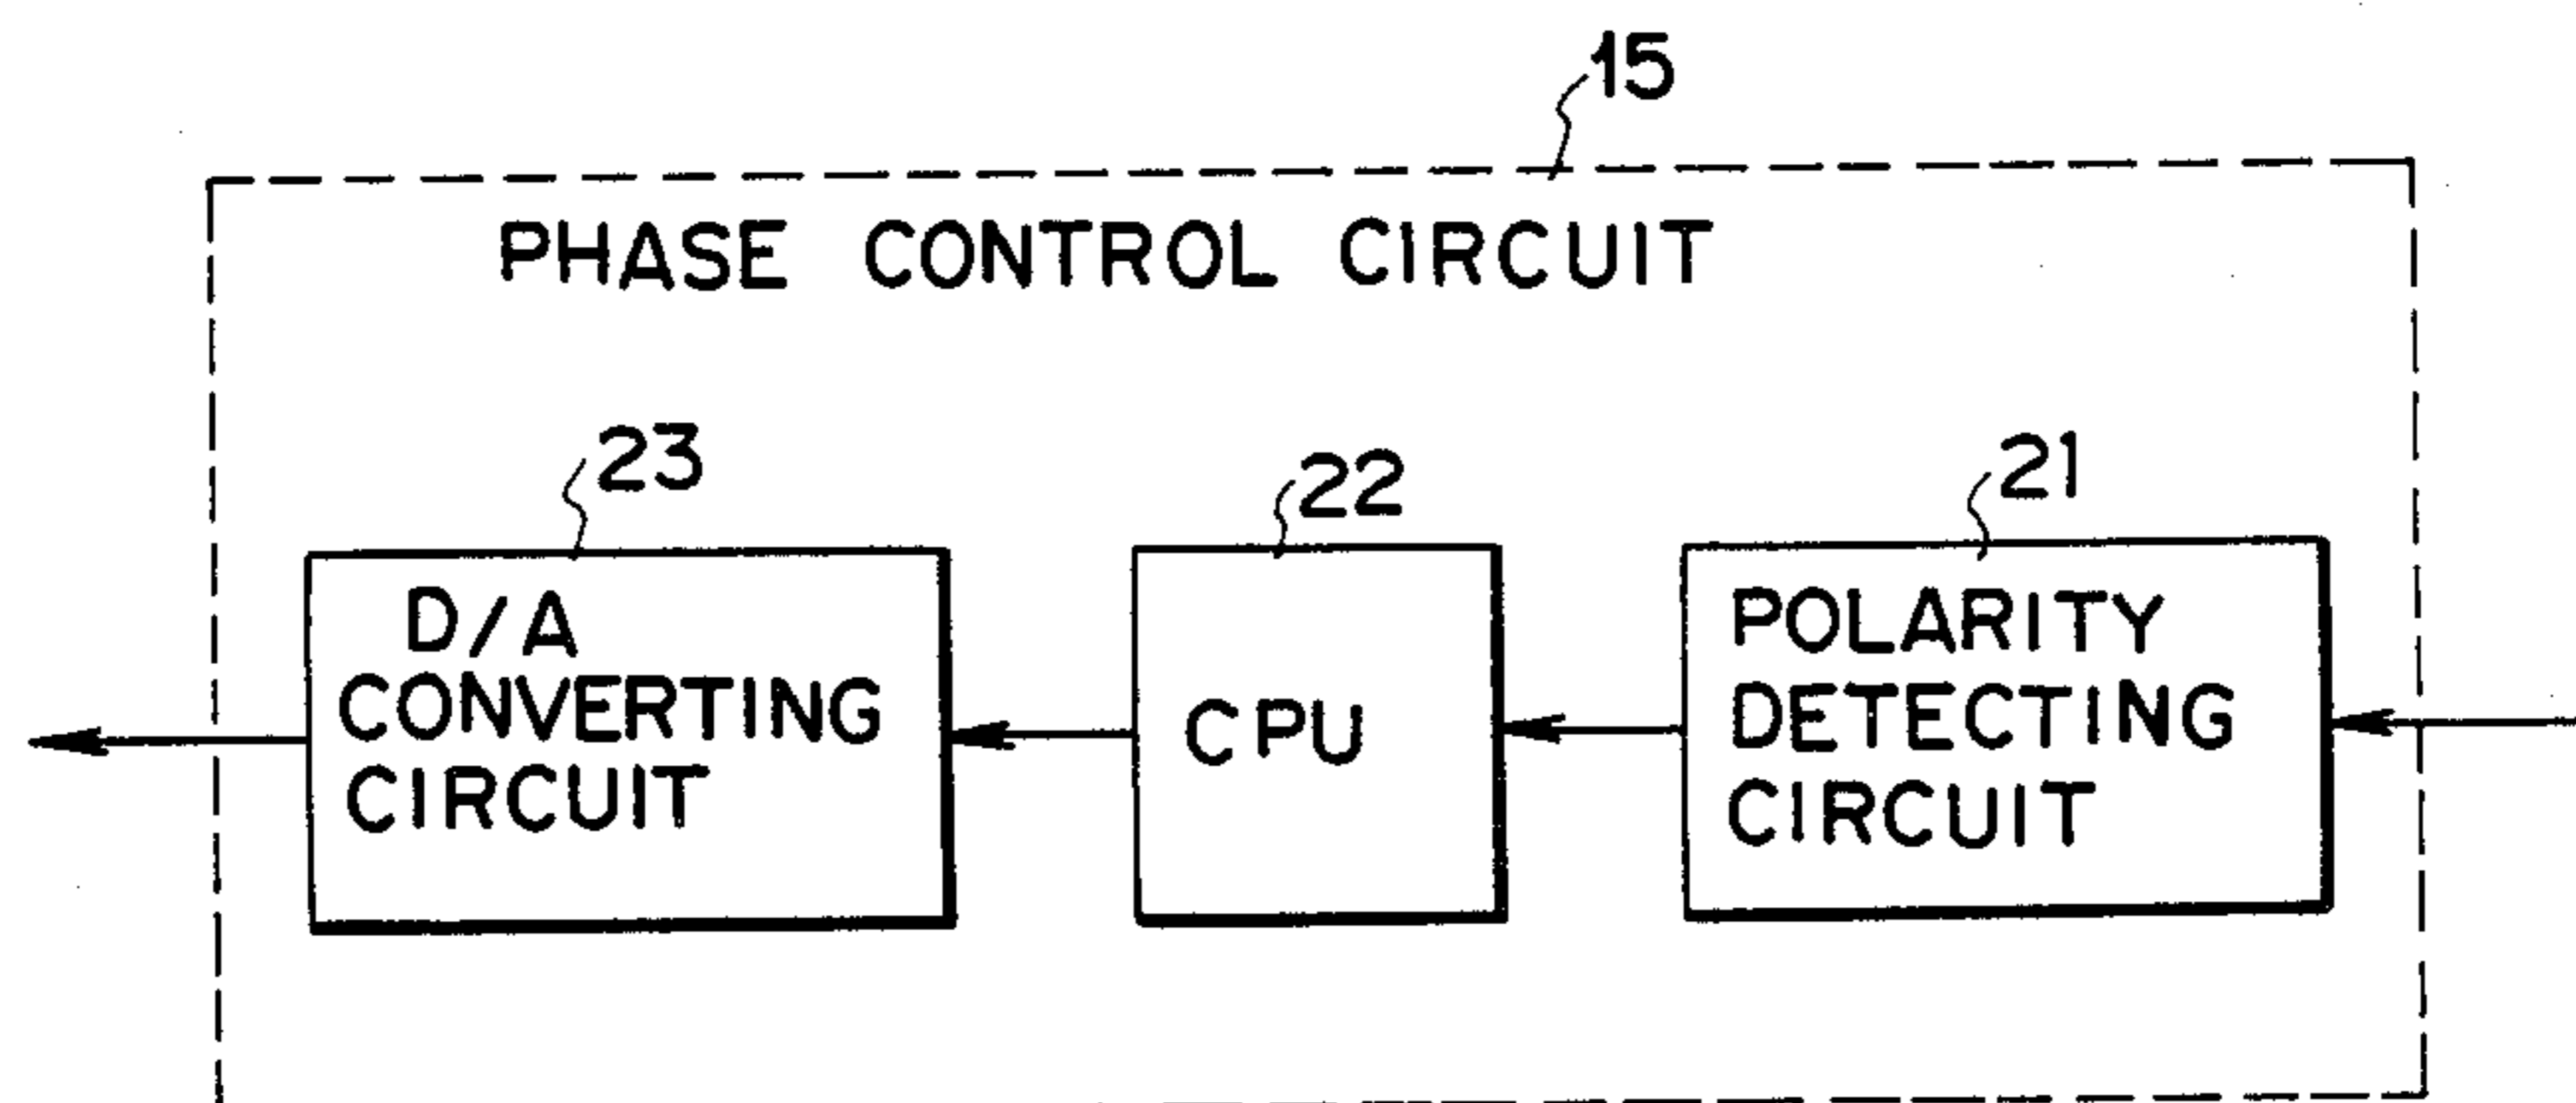 15
PHASE CONTROL CIRCUIT
23
D/A
CONVERTING
CIRCUIT
22
CPU
21
POLARITY
DETECTING
CIRCUIT